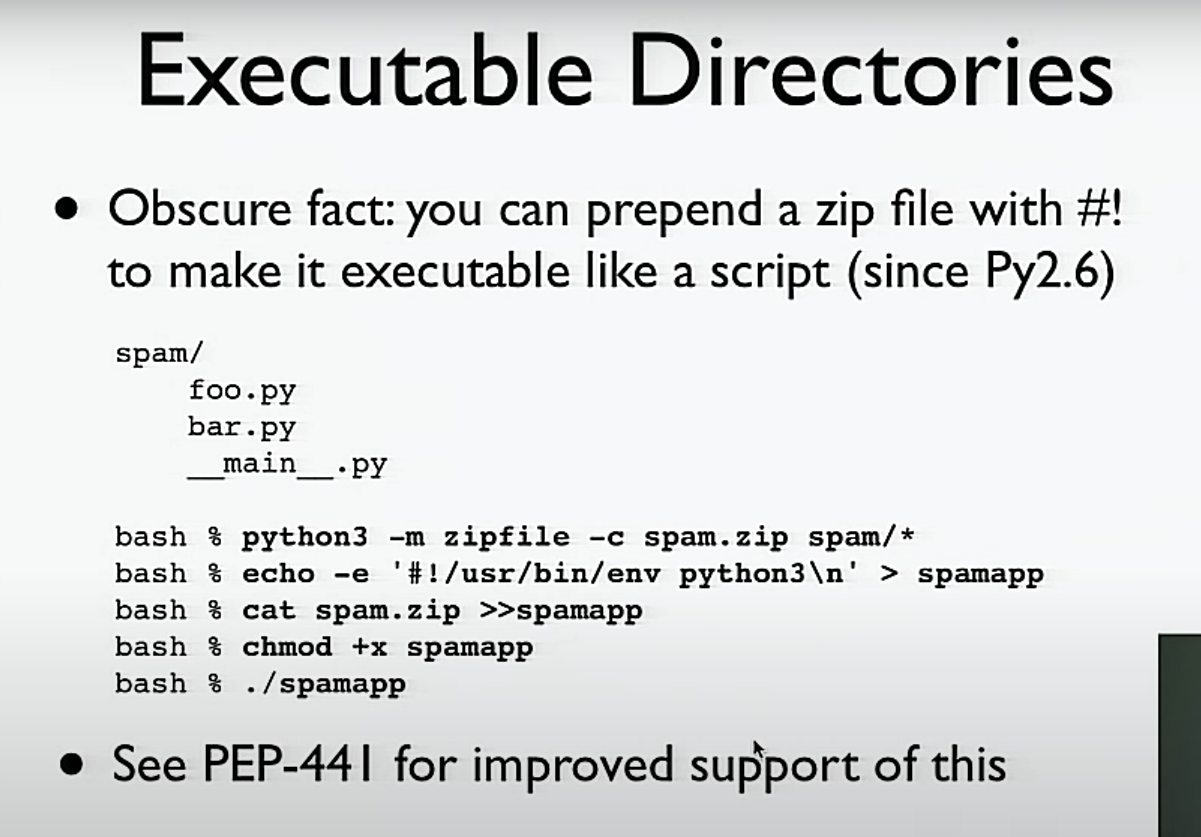 Executable Directories
• Obscure fact: you can prepend a zip file with #!
to make it executable like a script (since Py2.6)
spam/
    foo.py
    bar.py
    __main__.py
bash % python3 -m zipfile -c spam.zip spam/*
bash % echo -e '#!/usr/bin/env python3\n' > spamapp
bash % cat spam.zip >>spamapp
bash % chmod +x spamapp
bash % ./spamapp
• See PEP-441 for improved support of this